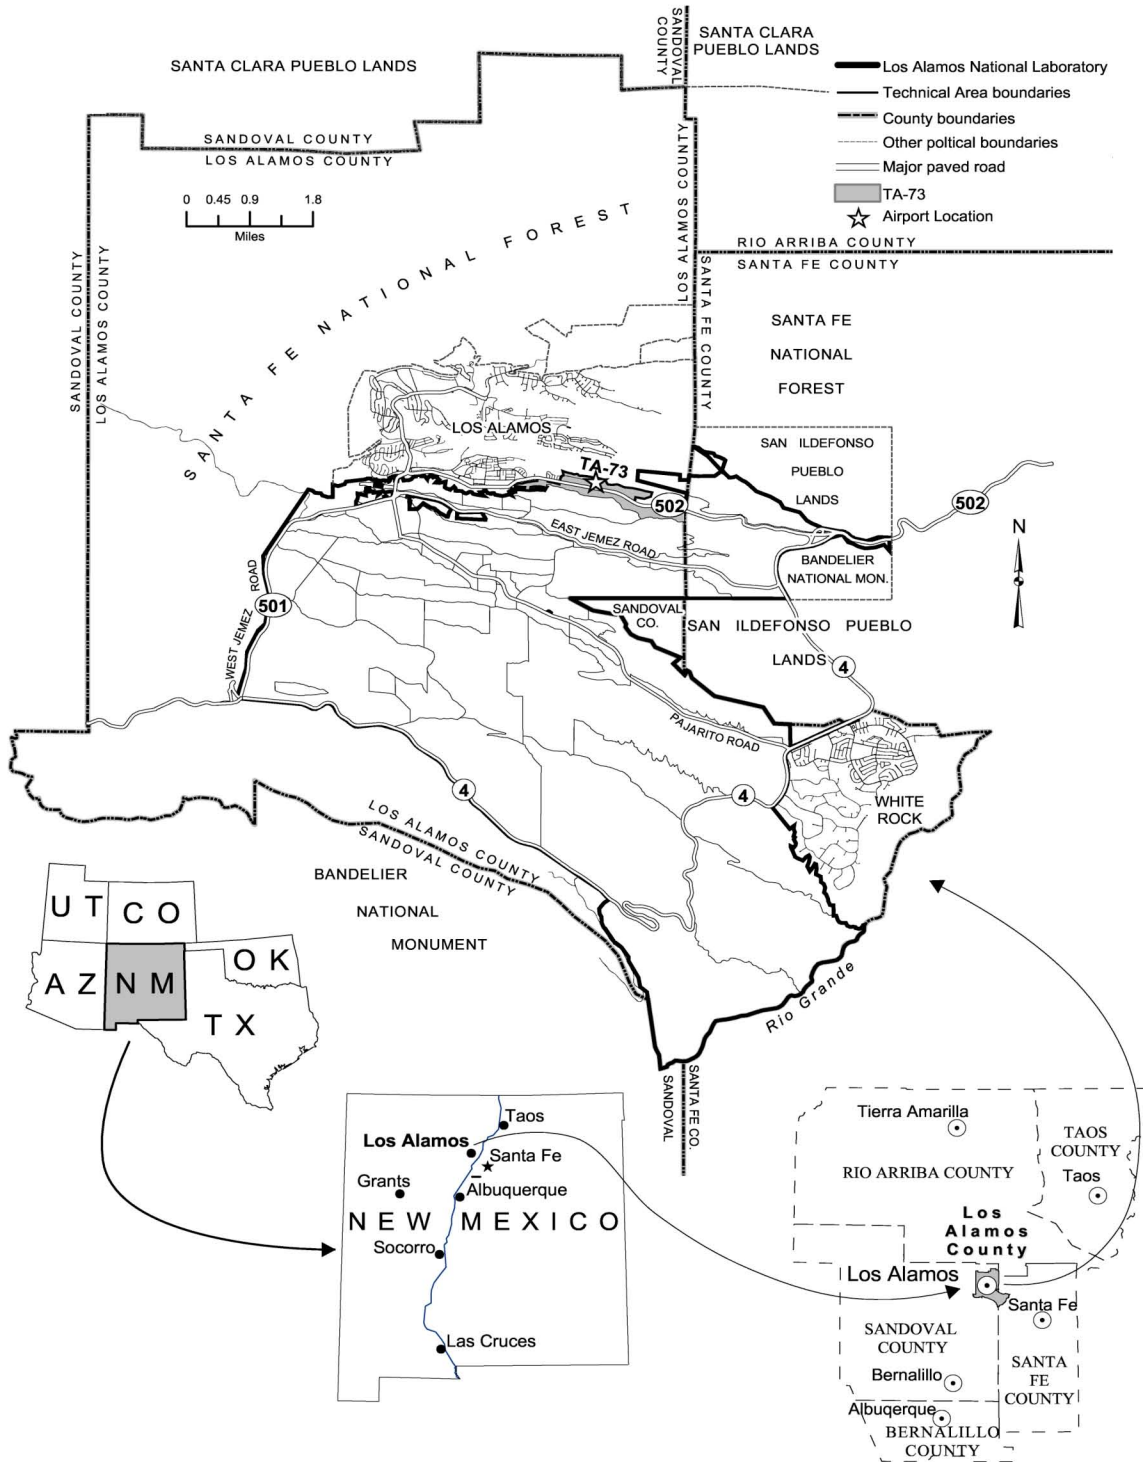 SANTA CLARA PUEBLO LANDS
SANDOVAL
COUNTY
SANTA CLARA
PUEBLO LANDS
Los Alamos National Laboratory
Technical Area boundaries
County boundaries
Other poltical boundaries
Major paved road
TA-73
Airport Location
SANDOVAL COUNTY
LOS ALAMOS COUNTY
0 0.45 0.9 1.8
Miles
LOS ALAMOS COUNTY
SANTA FE COUNTY
RIO ARRIBA COUNTY
SANTA FE COUNTY
SANDOVAL COUNTY
LOS ALAMOS COUNTY
SANTA FE NATIONAL FOREST
SANTA FE
NATIONAL
FOREST
LOS ALAMOS
SAN ILDEFONSO
PUEBLO
LANDS
TA-73
502
502
EAST JEMEZ ROAD
N
BANDELIER
NATIONAL MON.
WEST JEMEZ ROAD
501
SANDOVAL
CO.
SAN ILDEFONSO PUEBLO
LANDS
4
PAJARITO ROAD
4
4
WHITE
ROCK
LOS ALAMOS COUNTY
SANDOVAL COUNTY
BANDELIER
NATIONAL
MONUMENT
Rio Grande
SANDOVAL
SANTA FE CO.
UT
CO
AZ
NM
OK
TX
Taos
Los Alamos
Santa Fe
Grants
Albuquerque
NEW MEXICO
Socorro
Las Cruces
Tierra Amarilla
TAOS
COUNTY
RIO ARRIBA COUNTY
Taos
Los
Alamos
County
Los Alamos
Santa Fe
SANDOVAL
COUNTY
SANTA
FE
COUNTY
Bernalillo
Albuqerque
BERNALILLO
COUNTY